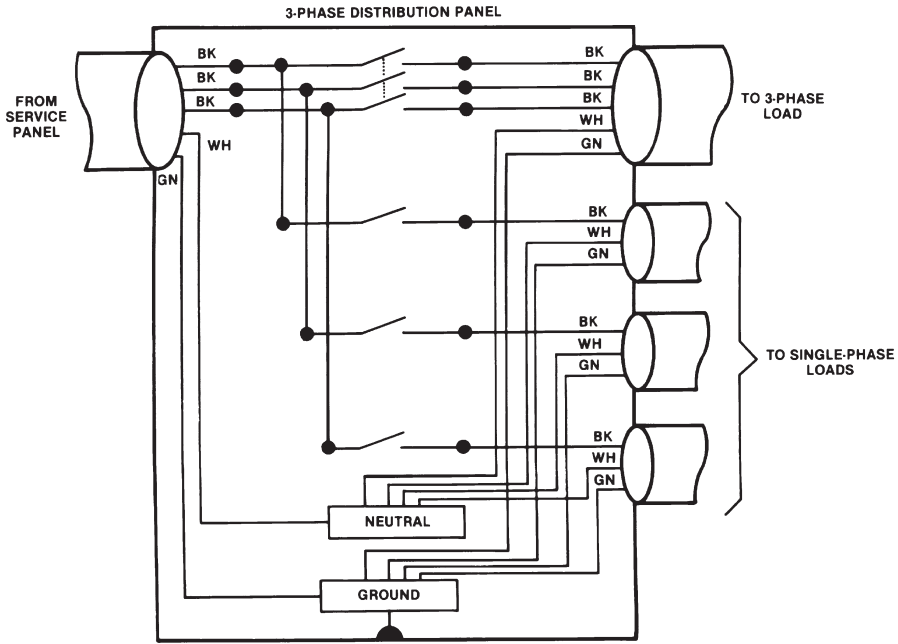 3-PHASE DISTRIBUTION PANEL
FROM
SERVICE
PANEL
BK
BK
BK
WH
GN
BK
BK
BK
WH
GN
TO 3-PHASE
LOAD
BK
WH
GN
BK
WH
GN
TO SINGLE-PHASE
LOADS
BK
WH
GN
NEUTRAL
GROUND